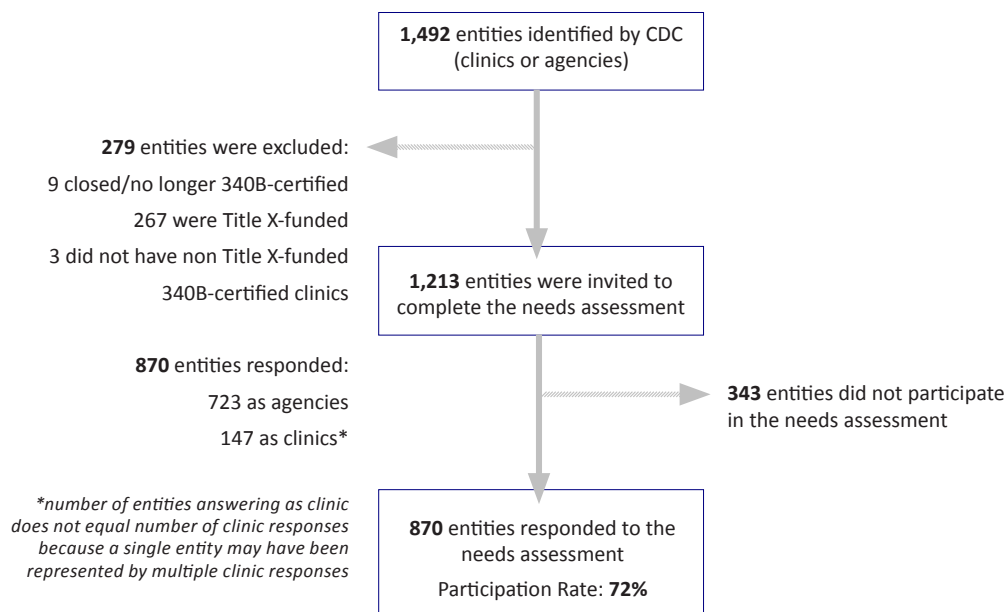 1,492 entities identified by CDC
(clinics or agencies)
279 entities were excluded:
9 closed/no longer 340B-certified
267 were Title X-funded
3 did not have non Title X-funded
340B-certified clinics
1,213 entities were invited to
complete the needs assessment
870 entities responded:
723 as agencies
147 as clinics*
343 entities did not participate
in the needs assessment
*number of entities answering as clinic
does not equal number of clinic responses
because a single entity may have been
represented by multiple clinic responses
870 entities responded to the
needs assessment
Participation Rate: 72%